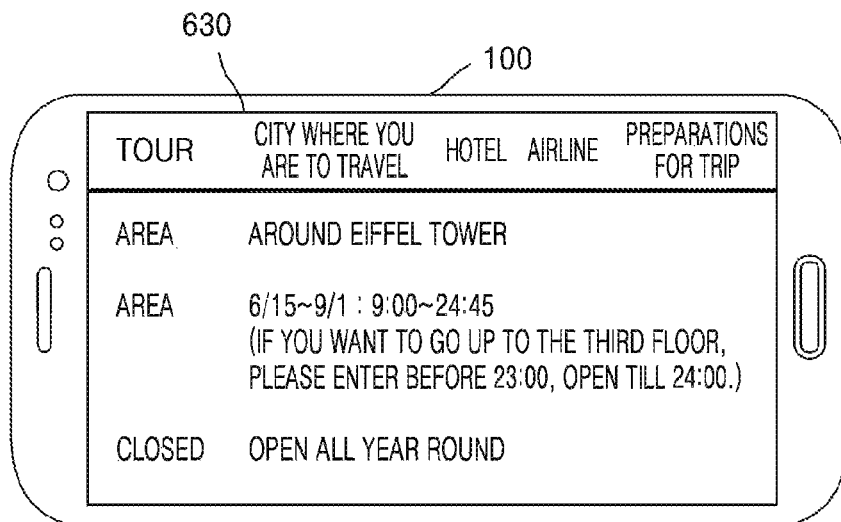 630
100
TOUR CITY WHERE YOU ARE TO TRAVEL HOTEL AIRLINE PREPARATIONS FOR TRIP
AREA AROUND EIFFEL TOWER
AREA 6/15~9/1 : 9:00~24:45
(IF YOU WANT TO GO UP TO THE THIRD FLOOR,
PLEASE ENTER BEFORE 23:00, OPEN TILL 24:00.)
CLOSED OPEN ALL YEAR ROUND